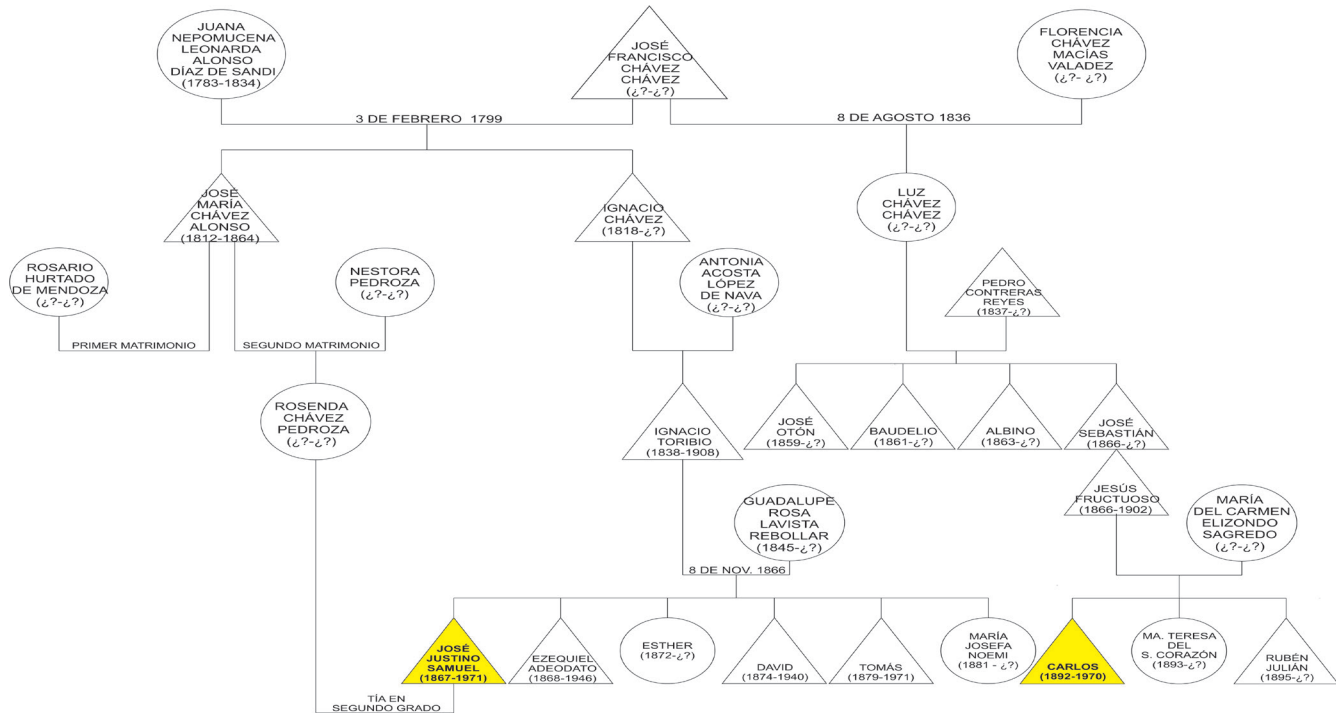 JUANA
NEPOMUCENA
LEONARDA
ALONSO
DÍAZ DE SANDI
(1783-1834)
JOSÉ
FRANCISCO
CHÁVEZ
CHÁVEZ
(¿?-¿?)
FLORENCIA
CHÁVEZ
MACÍAS
VALADEZ
(¿?- ¿?)
3 DE FEBRERO 1799
8 DE AGOSTO 1836
JOSÉ
MARÍA
CHÁVEZ
ALONSO
(1812-1864)
IGNACIO
CHÁVEZ
(1818-¿?)
LUZ
CHÁVEZ
CHÁVEZ
(¿?-¿?)
ROSARIO
HURTADO
DE MENDOZA
(¿?-¿?)
NESTORA
PEDROZA
(¿?-¿?)
ANTONIA
ACOSTA
LÓPEZ
DE NAVA
(¿?-¿?)
PEDRO
CONTRERAS
REYES
(1837-¿?)
PRIMER MATRIMONIO
SEGUNDO MATRIMONIO
ROSENDA
CHÁVEZ
PEDROZA
(¿?-¿?)
IGNACIO
TORIBIO
(1838-1908)
JOSÉ
OTÓN
(1859-¿?)
BAUDELIO
(1861-¿?)
ALBINO
(1863-¿?)
JOSÉ
SEBASTIÁN
(1866-¿?)
GUADALUPE
ROSA
LAVISTA
REBOLLAR
(1845-¿?)
JESÚS
FRUCTUOSO
(1866-1902)
MARÍA
DEL CARMEN
ELIZONDO
SAGREDO
(¿?-¿?)
8 DE NOV. 1866
JOSÉ
JUSTINO
SAMUEL
(1867-1971)
EZEQUIEL
ADEODATO
(1868-1946)
ESTHER
(1872-¿?)
DAVID
(1874-1940)
TOMÁS
(1879-1971)
MARÍA
JOSEFA
NOEMI
(1881 - ¿?)
CARLOS
(1892-1970)
MA. TERESA
DEL
S. CORAZÓN
(1893-¿?)
RUBÉN
JULIÁN
(1895-¿?)
TÍA EN
SEGUNDO GRADO